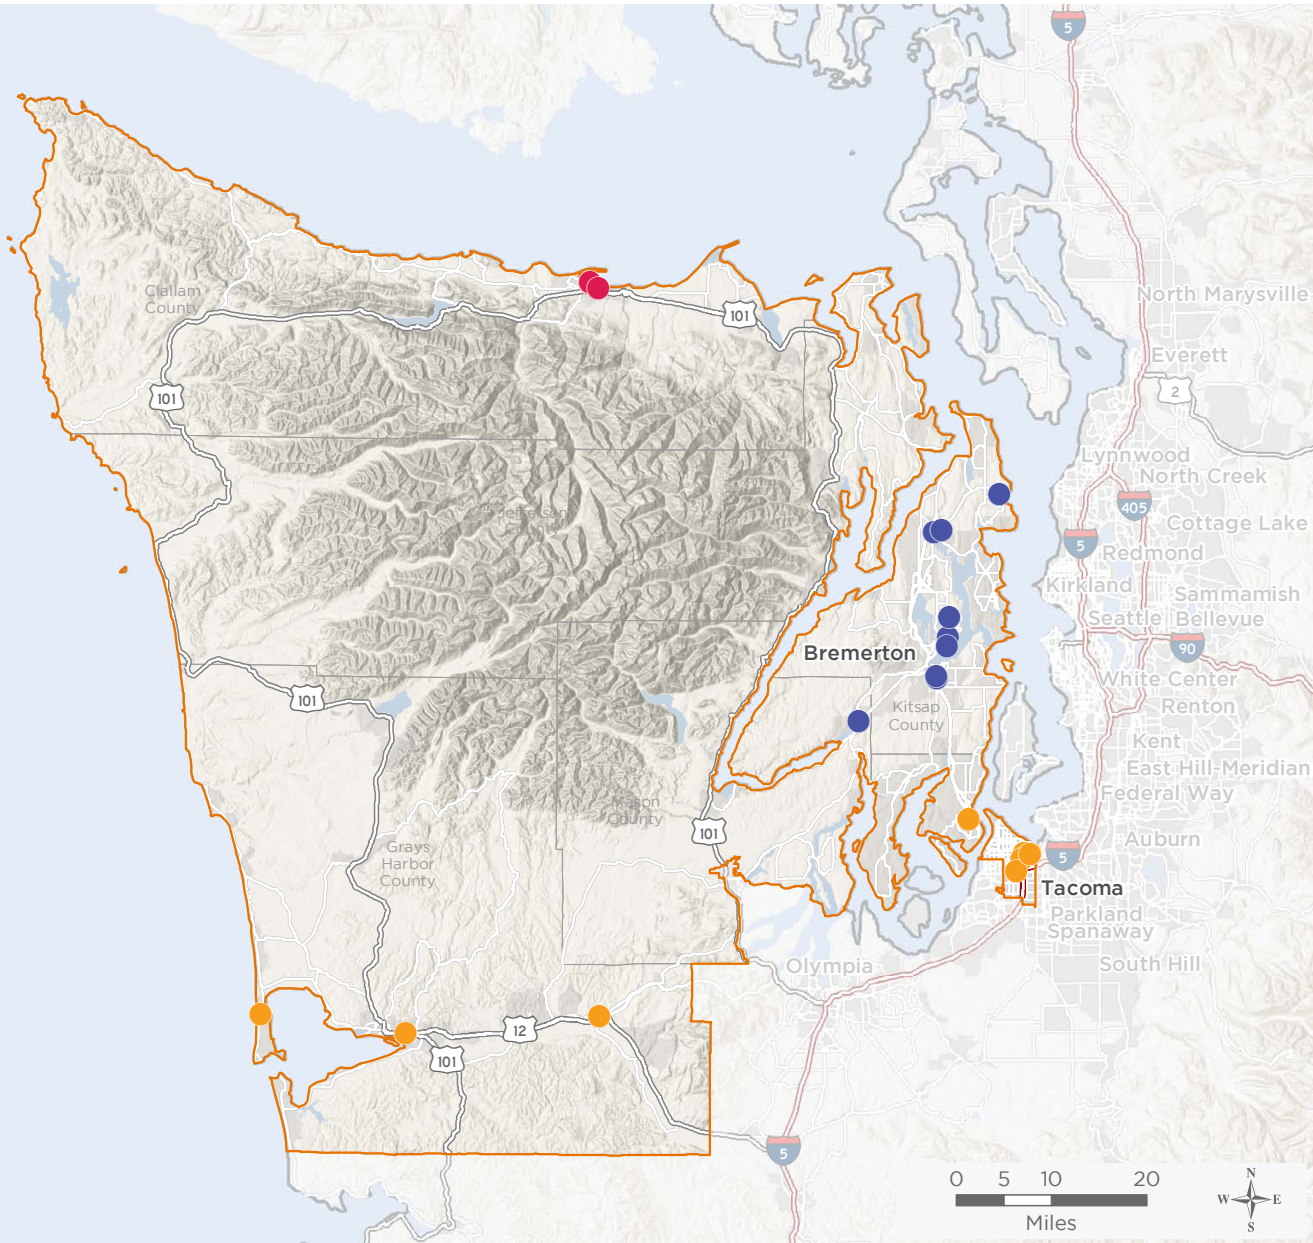 5
North Marysville
Clallam
County
101
Everett
2
101
Lynnwood
North Creek
405
Jefferson
County
Cottage Lake
5
Redmond
Kirkland
Sammamish
Seattle
Bellevue
90
Bremerton
White Center
101
Kitsap
County
Renton
Kent
East Hill-Meridian
Federal Way
Mason
County
101
Auburn
Grays
Harbor
County
5
Tacoma
Parkland
Spanaway
Olympia
South Hill
12
101
5
0 5 10 20
Miles
N
W E
S